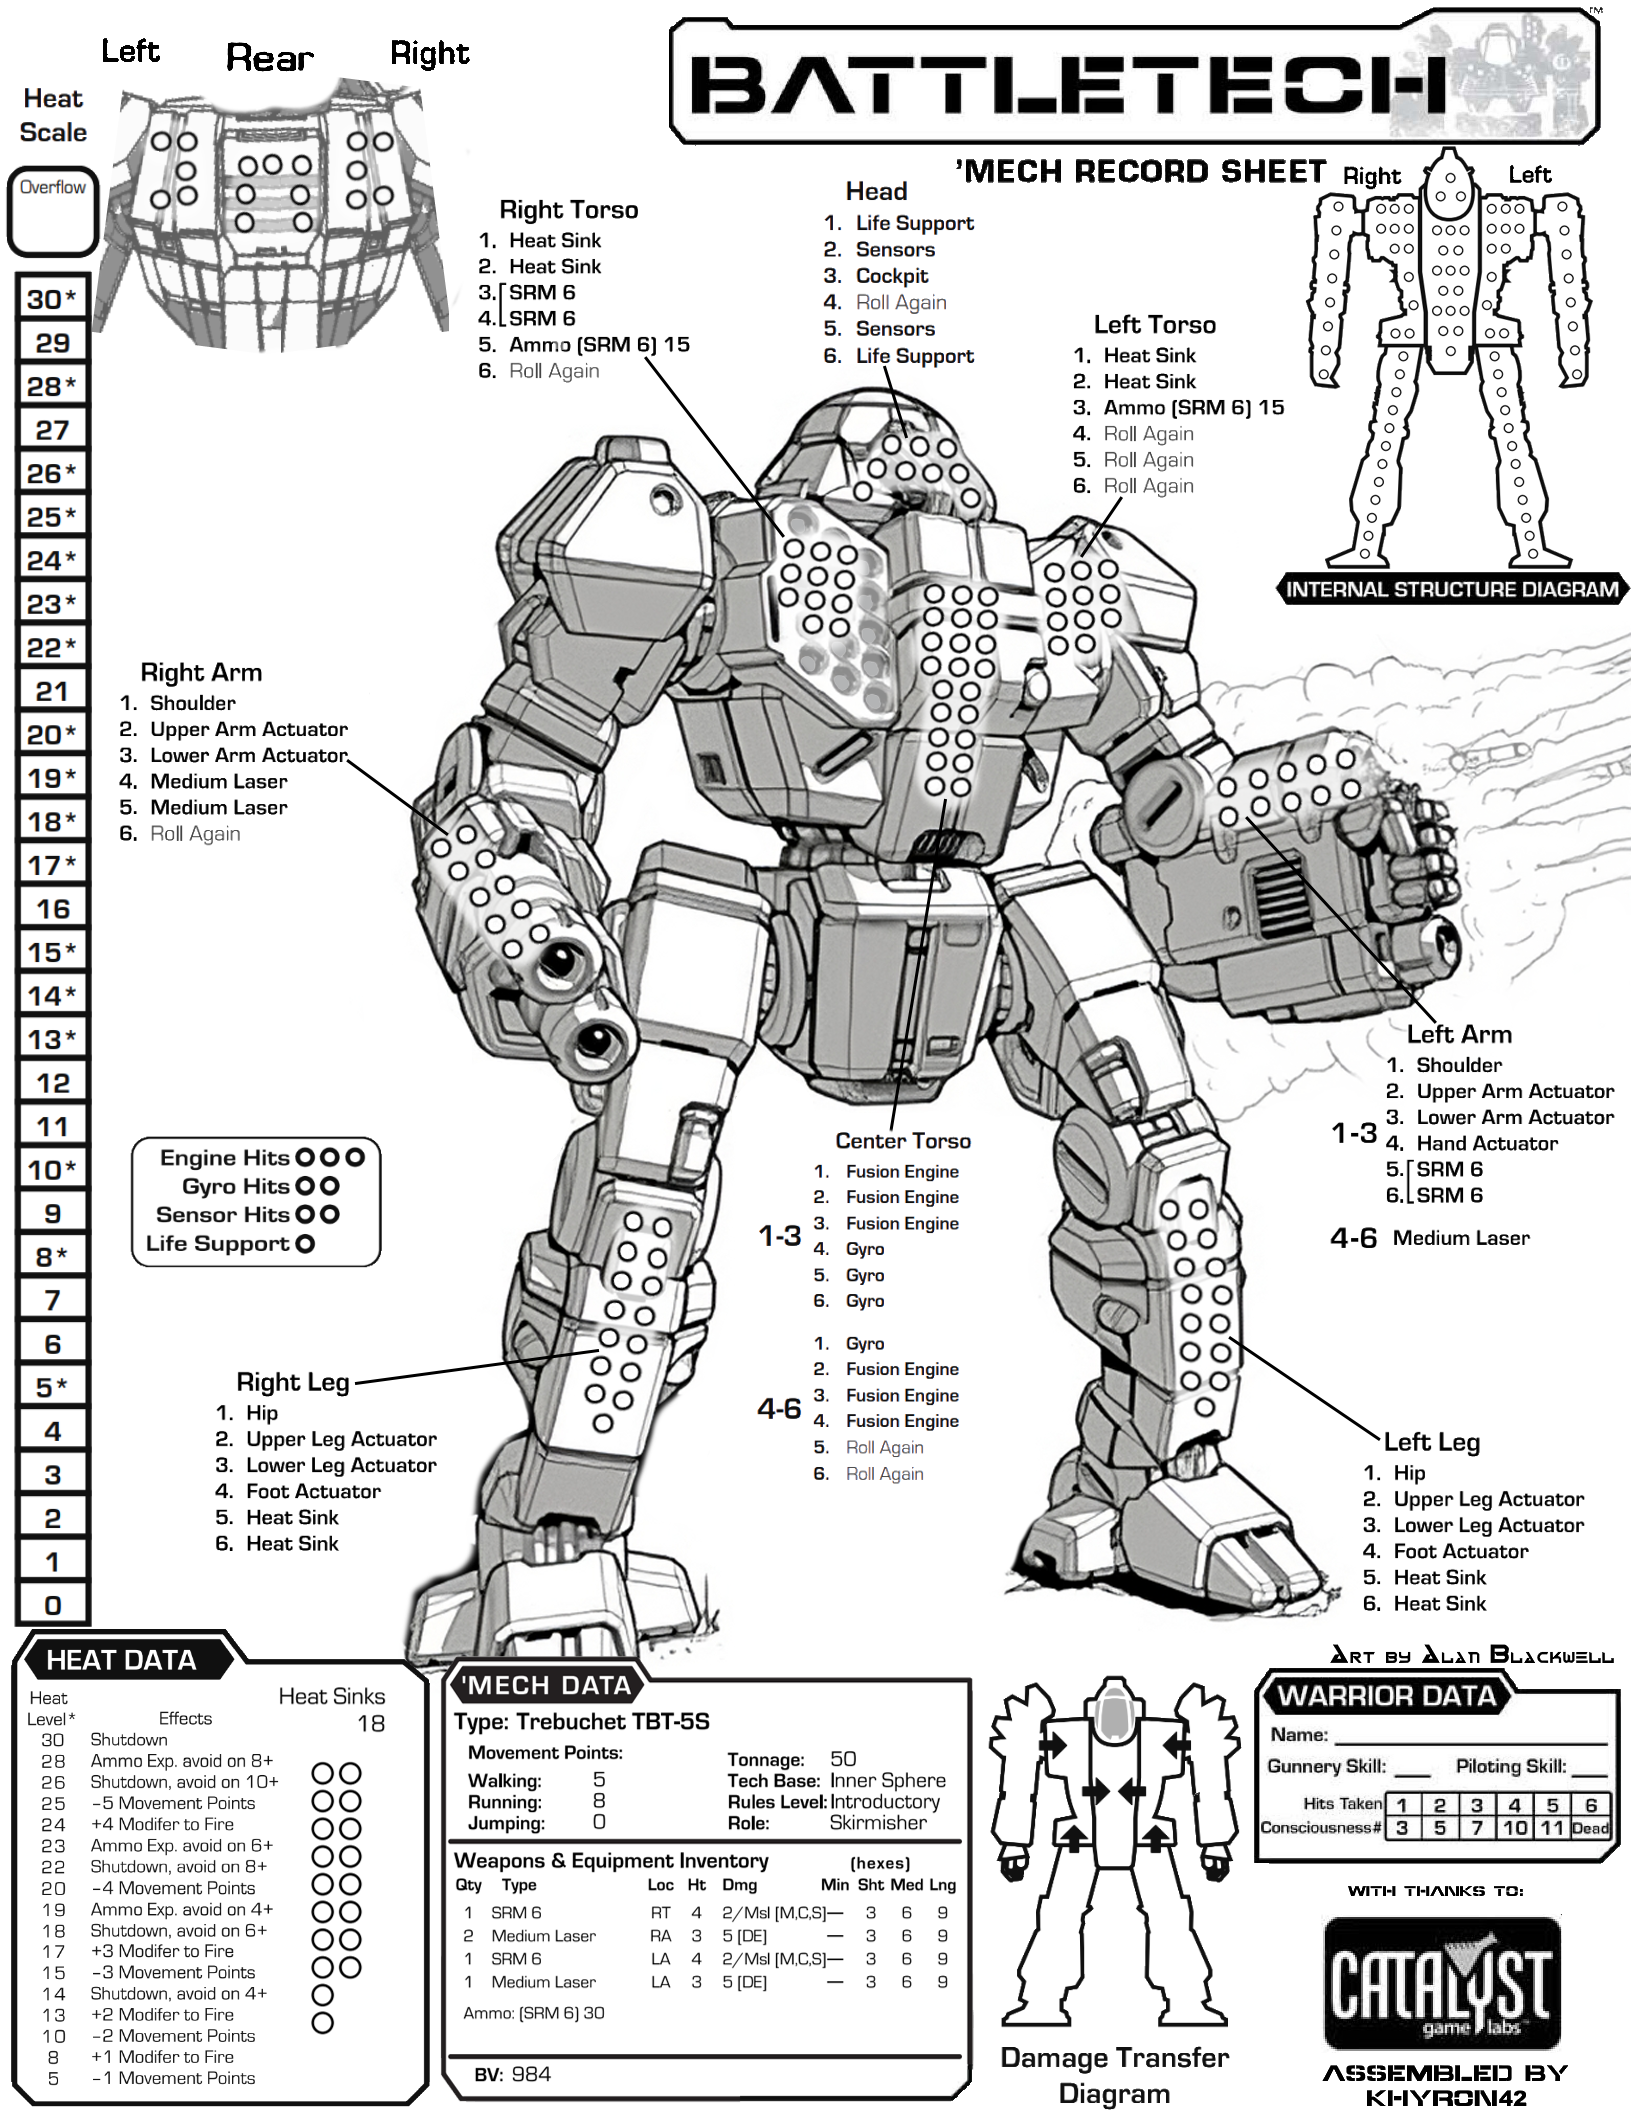 BATTLETECH™
'MECH RECORD SHEET
Left Rear Right
Heat
Scale
Overflow
30*
29
28*
27
26*
25*
24*
23*
22*
21
20*
19*
18*
17*
16
15*
14*
13*
12
11
10*
9
8*
7
6
5*
4
3
2
1
0
Right Torso
1. Heat Sink
2. Heat Sink
3. SRM 6
4. SRM 6
5. Ammo (SRM 6) 15
6. Roll Again
Head
1. Life Support
2. Sensors
3. Cockpit
4. Roll Again
5. Sensors
6. Life Support
Left Torso
1. Heat Sink
2. Heat Sink
3. Ammo (SRM 6) 15
4. Roll Again
5. Roll Again
6. Roll Again
Right Left
INTERNAL STRUCTURE DIAGRAM
Right Arm
1. Shoulder
2. Upper Arm Actuator
3. Lower Arm Actuator
4. Medium Laser
5. Medium Laser
6. Roll Again
Left Arm
1-3
1. Shoulder
2. Upper Arm Actuator
3. Lower Arm Actuator
4. Hand Actuator
5. SRM 6
6. SRM 6
4-6 Medium Laser
Engine Hits
Gyro Hits
Sensor Hits
Life Support
Center Torso
1-3
1. Fusion Engine
2. Fusion Engine
3. Fusion Engine
4. Gyro
5. Gyro
6. Gyro
4-6
1. Gyro
2. Fusion Engine
3. Fusion Engine
4. Fusion Engine
5. Roll Again
6. Roll Again
Right Leg
1. Hip
2. Upper Leg Actuator
3. Lower Leg Actuator
4. Foot Actuator
5. Heat Sink
6. Heat Sink
Left Leg
1. Hip
2. Upper Leg Actuator
3. Lower Leg Actuator
4. Foot Actuator
5. Heat Sink
6. Heat Sink
HEAT DATA
Heat
Level* Effects
Heat Sinks
18
30 Shutdown
28 Ammo Exp. avoid on 8+
26 Shutdown, avoid on 10+
25 -5 Movement Points
24 +4 Modifer to Fire
23 Ammo Exp. avoid on 6+
22 Shutdown, avoid on 8+
20 -4 Movement Points
19 Ammo Exp. avoid on 4+
18 Shutdown, avoid on 6+
17 +3 Modifer to Fire
15 -3 Movement Points
14 Shutdown, avoid on 4+
13 +2 Modifer to Fire
10 -2 Movement Points
8 +1 Modifer to Fire
5 -1 Movement Points
'MECH DATA
Type: Trebuchet TBT-5S
Movement Points:
Walking: 5
Running: 8
Jumping: 0
Tonnage: 50
Tech Base: Inner Sphere
Rules Level: Introductory
Role: Skirmisher
Weapons & Equipment Inventory (hexes)
Qty Type Loc Ht Dmg Min Sht Med Lng
1 SRM 6 RT 4 2/Msl [M,C,S] — 3 6 9
2 Medium Laser RA 3 5 [DE] — 3 6 9
1 SRM 6 LA 4 2/Msl [M,C,S] — 3 6 9
1 Medium Laser LA 3 5 [DE] — 3 6 9
Ammo: (SRM 6) 30
BV: 984
Damage Transfer
Diagram
Art by Alan Blackwell
WARRIOR DATA
Name:
Gunnery Skill: Piloting Skill:
Hits Taken 1 2 3 4 5 6
Consciousness# 3 5 7 10 11 Dead
WITH THANKS TO:
CATALYST
game labs™
ASSEMBLED BY
KHYRON42